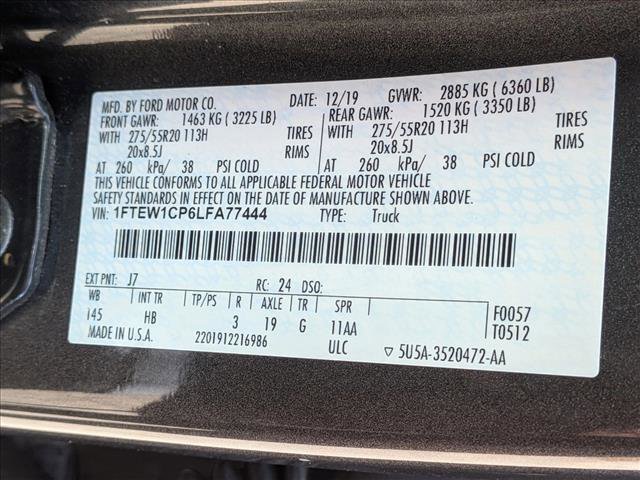 MFD. BY FORD MOTOR CO. DATE: 12/19 GVWR: 2885 KG ( 6360 LB)
FRONT GAWR: 1463 KG ( 3225 LB) REAR GAWR: 1520 KG ( 3350 LB)
WITH 275/55R20 113H TIRES WITH 275/55R20 113H TIRES
20x8.5J RIMS 20x8.5J RIMS
AT 260 kPa/ 38 PSI COLD AT 260 kPa/ 38 PSI COLD
THIS VEHICLE CONFORMS TO ALL APPLICABLE FEDERAL MOTOR VEHICLE
SAFETY STANDARDS IN EFFECT ON THE DATE OF MANUFACTURE SHOWN ABOVE.
VIN: 1FTEW1CP6LFA77444 TYPE: Truck
EXT PNT: J7 RC: 24 DSO:
WB INT TR TP/PS R AXLE TR SPR F0057
145 HB 3 19 G 11AA T0512
MADE IN U.S.A. 2201912216986 ULC ▽ 5U5A-3520472-AA